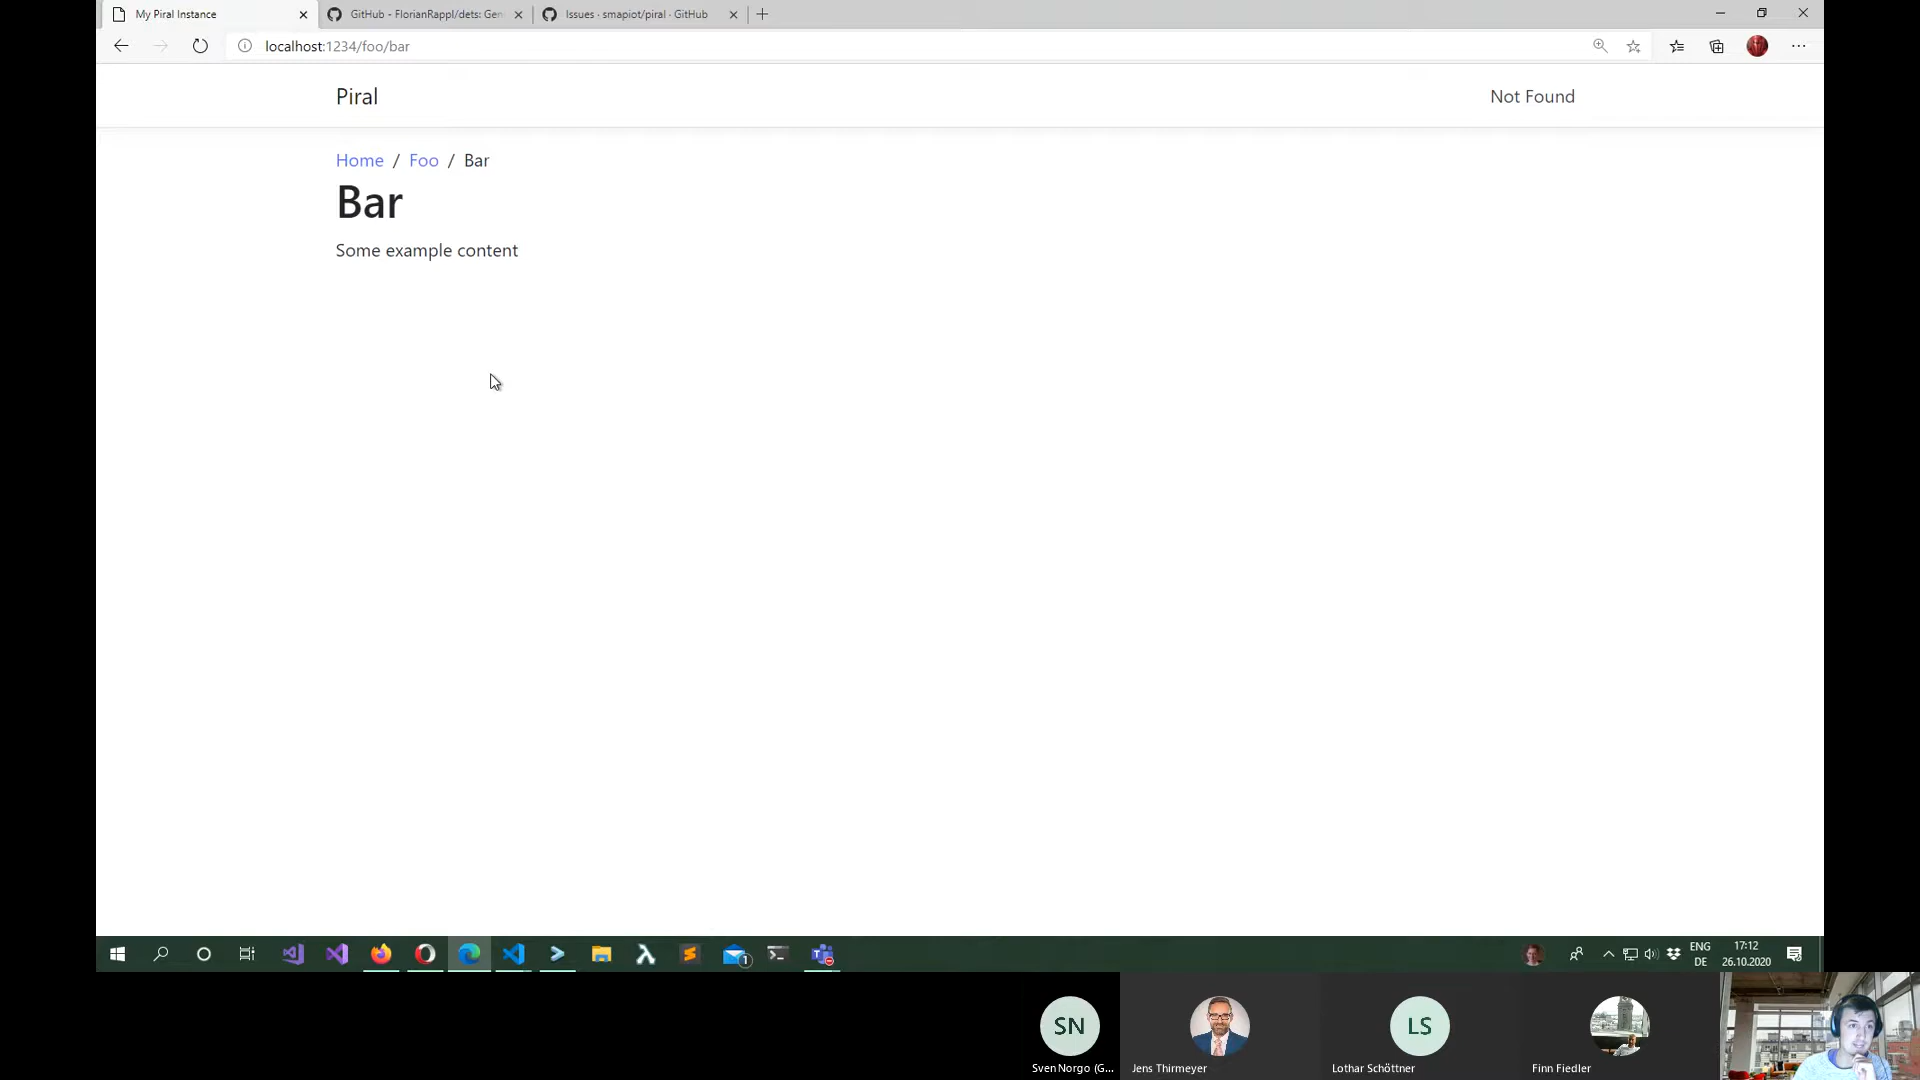 My Piral Instance
GitHub - FlorianRappl/dets: Gen
Issues · smapiot/piral · GitHub
localhost:1234/foo/bar
Piral
Not Found
Home / Foo / Bar
Bar
Some example content
1
ENG
DE
17:12
26.10.2020
SN
LS
Sven Norgo (G...
Jens Thirmeyer
Lothar Schöttner
Finn Fiedler